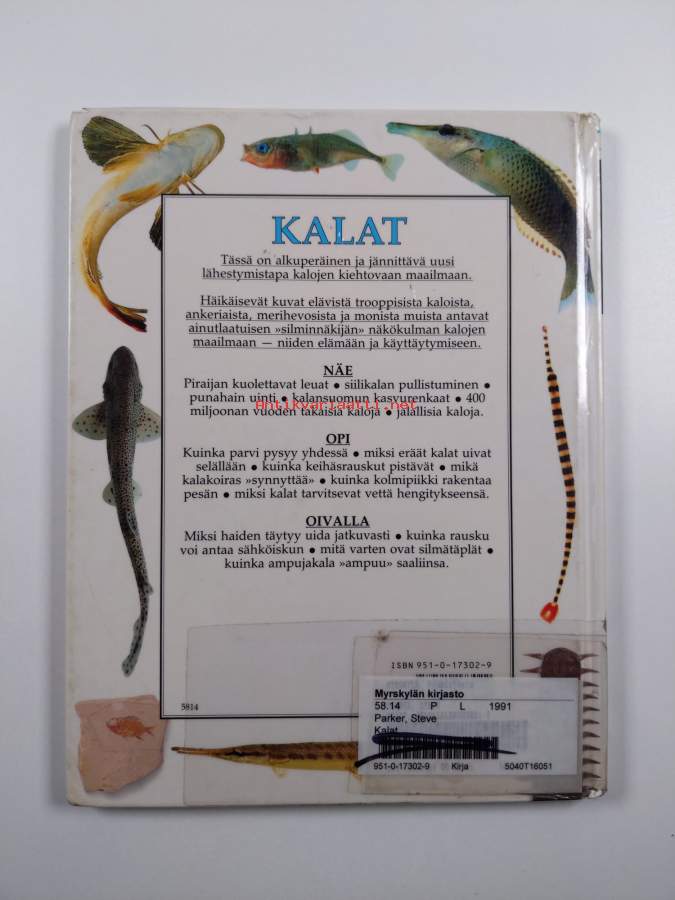 KALAT
Tässä on alkuperäinen ja jännittävä uusi
lähestymistapa kalojen kiehtovaan maailmaan.
Häikäisevät kuvat elävistä trooppisista kaloista,
ankeriaista, merihevosista ja monista muista antavat
ainutlaatuisen »silminnäkijän» näkökulman kalojen
maailmaan — niiden elämään ja käyttäytymiseen.
NÄE
Piraijan kuolettavat leuat • siilikalan pullistuminen •
punahain uinti • kalansuomun kasvurenkaat • 400
Antikvariaatti.net
miljoonan vuoden takaisia kaloja • jalallisia kaloja.
OPI
Kuinka parvi pysyy yhdessä • miksi eräät kalat uivat
selällään • kuinka keihäsrauskut pistävät • mikä
kalakoiras »synnyttää» • kuinka kolmipiikki rakentaa
pesän • miksi kalat tarvitsevat vettä hengitykseensä.
OIVALLA
Miksi haiden täytyy uida jatkuvasti • kuinka rausku
voi antaa sähköiskun • mitä varten ovat silmätäplät •
kuinka ampujakala »ampuu» saaliinsa.
ISBN 951-0-17302-9
Myrskylän kirjasto
58.14 P L 1991
Parker, Steve
Kalat
951-0-17302-9 Kirja 5040T16051
5814